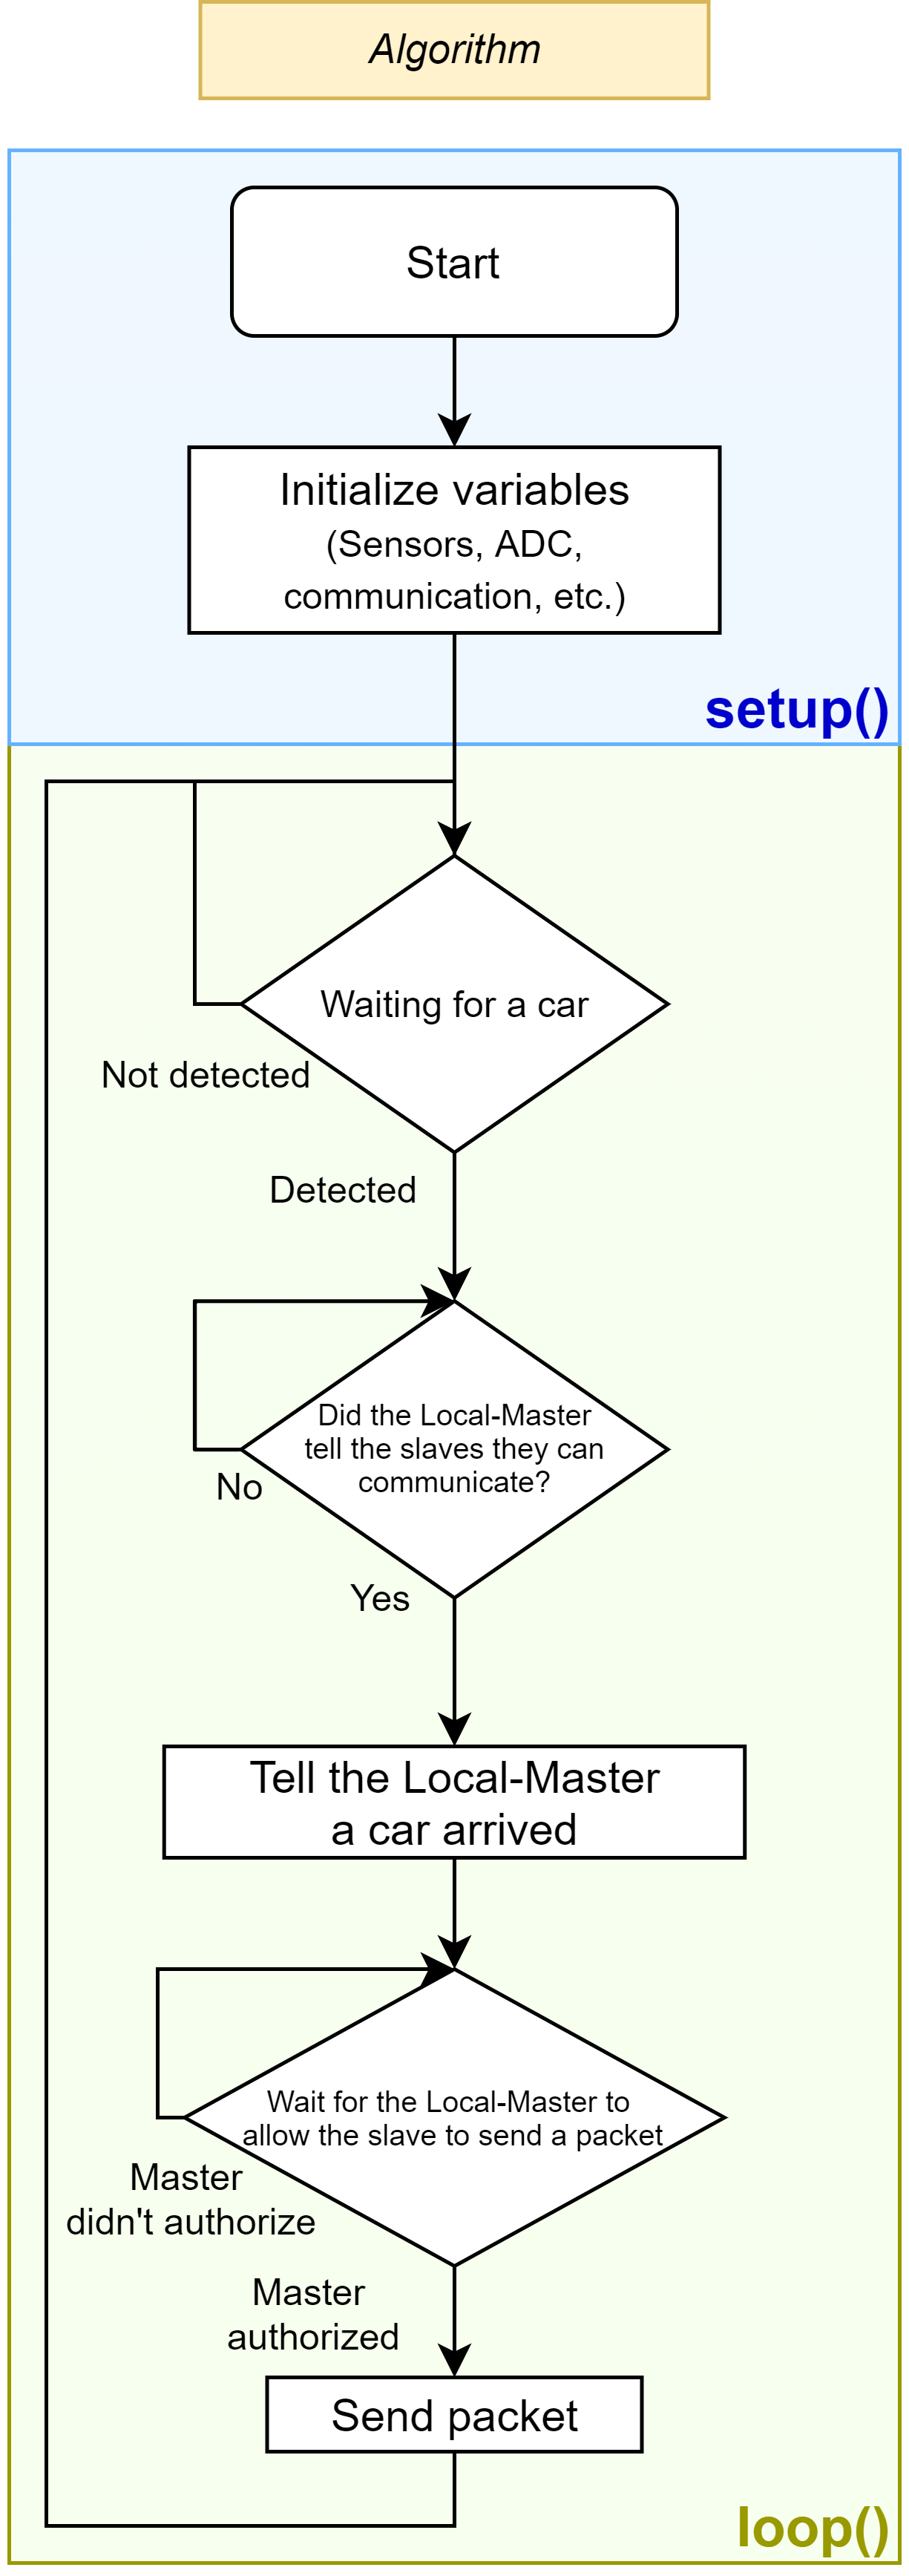 Algorithm
Start
Initialize variables
(Sensors, ADC,
communication, etc.)
setup()
Waiting for a car
Not detected
Detected
Did the Local-Master
tell the slaves they can
communicate?
No
Yes
Tell the Local-Master
a car arrived
Wait for the Local-Master to
allow the slave to send a packet
Master
didn't authorize
Master
authorized
Send packet
loop()